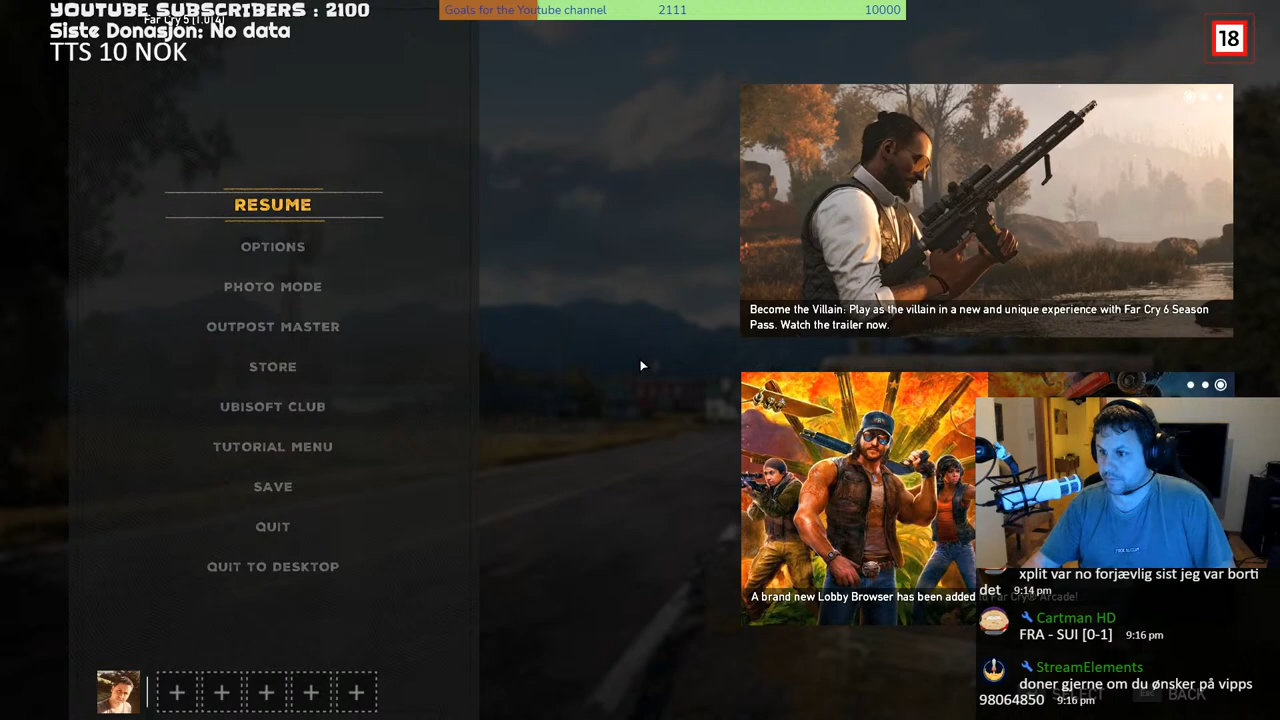 YOUTUBE SUBSCRIBERS : 2100
Far Cry 5 [1.014]
Siste Donasjon: No data
TTS 10 NOK
Goals for the Youtube channel 2111 10000
18
RESUME
OPTIONS
PHOTO MODE
OUTPOST MASTER
STORE
UBISOFT CLUB
TUTORIAL MENU
SAVE
QUIT
QUIT TO DESKTOP
Become the Villain: Play as the villain in a new and unique experience with Far Cry 6 Season
Pass. Watch the trailer now.
A brand new Lobby Browser has been added to Far Cry® Arcade!
xplit var no forjævlig sist jeg var borti
det 9:14 pm
Cartman HD
FRA - SUI [0-1] 9:16 pm
StreamElements
doner gjerne om du ønsker på vipps
98064850 9:16 pm
SELECT ESC BACK